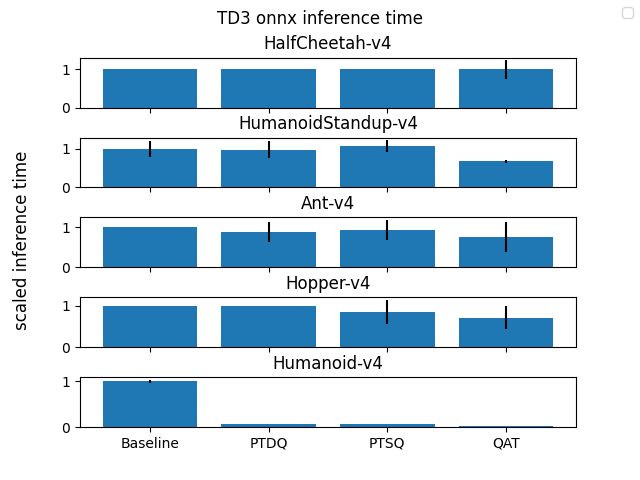 TD3 onnx inference time
HalfCheetah-v4
1
0
HumanoidStandup-v4
1
0
Ant-v4
1
0
Hopper-v4
1
0
Humanoid-v4
1
0
Baseline PTDQ PTSQ QAT
scaled inference time